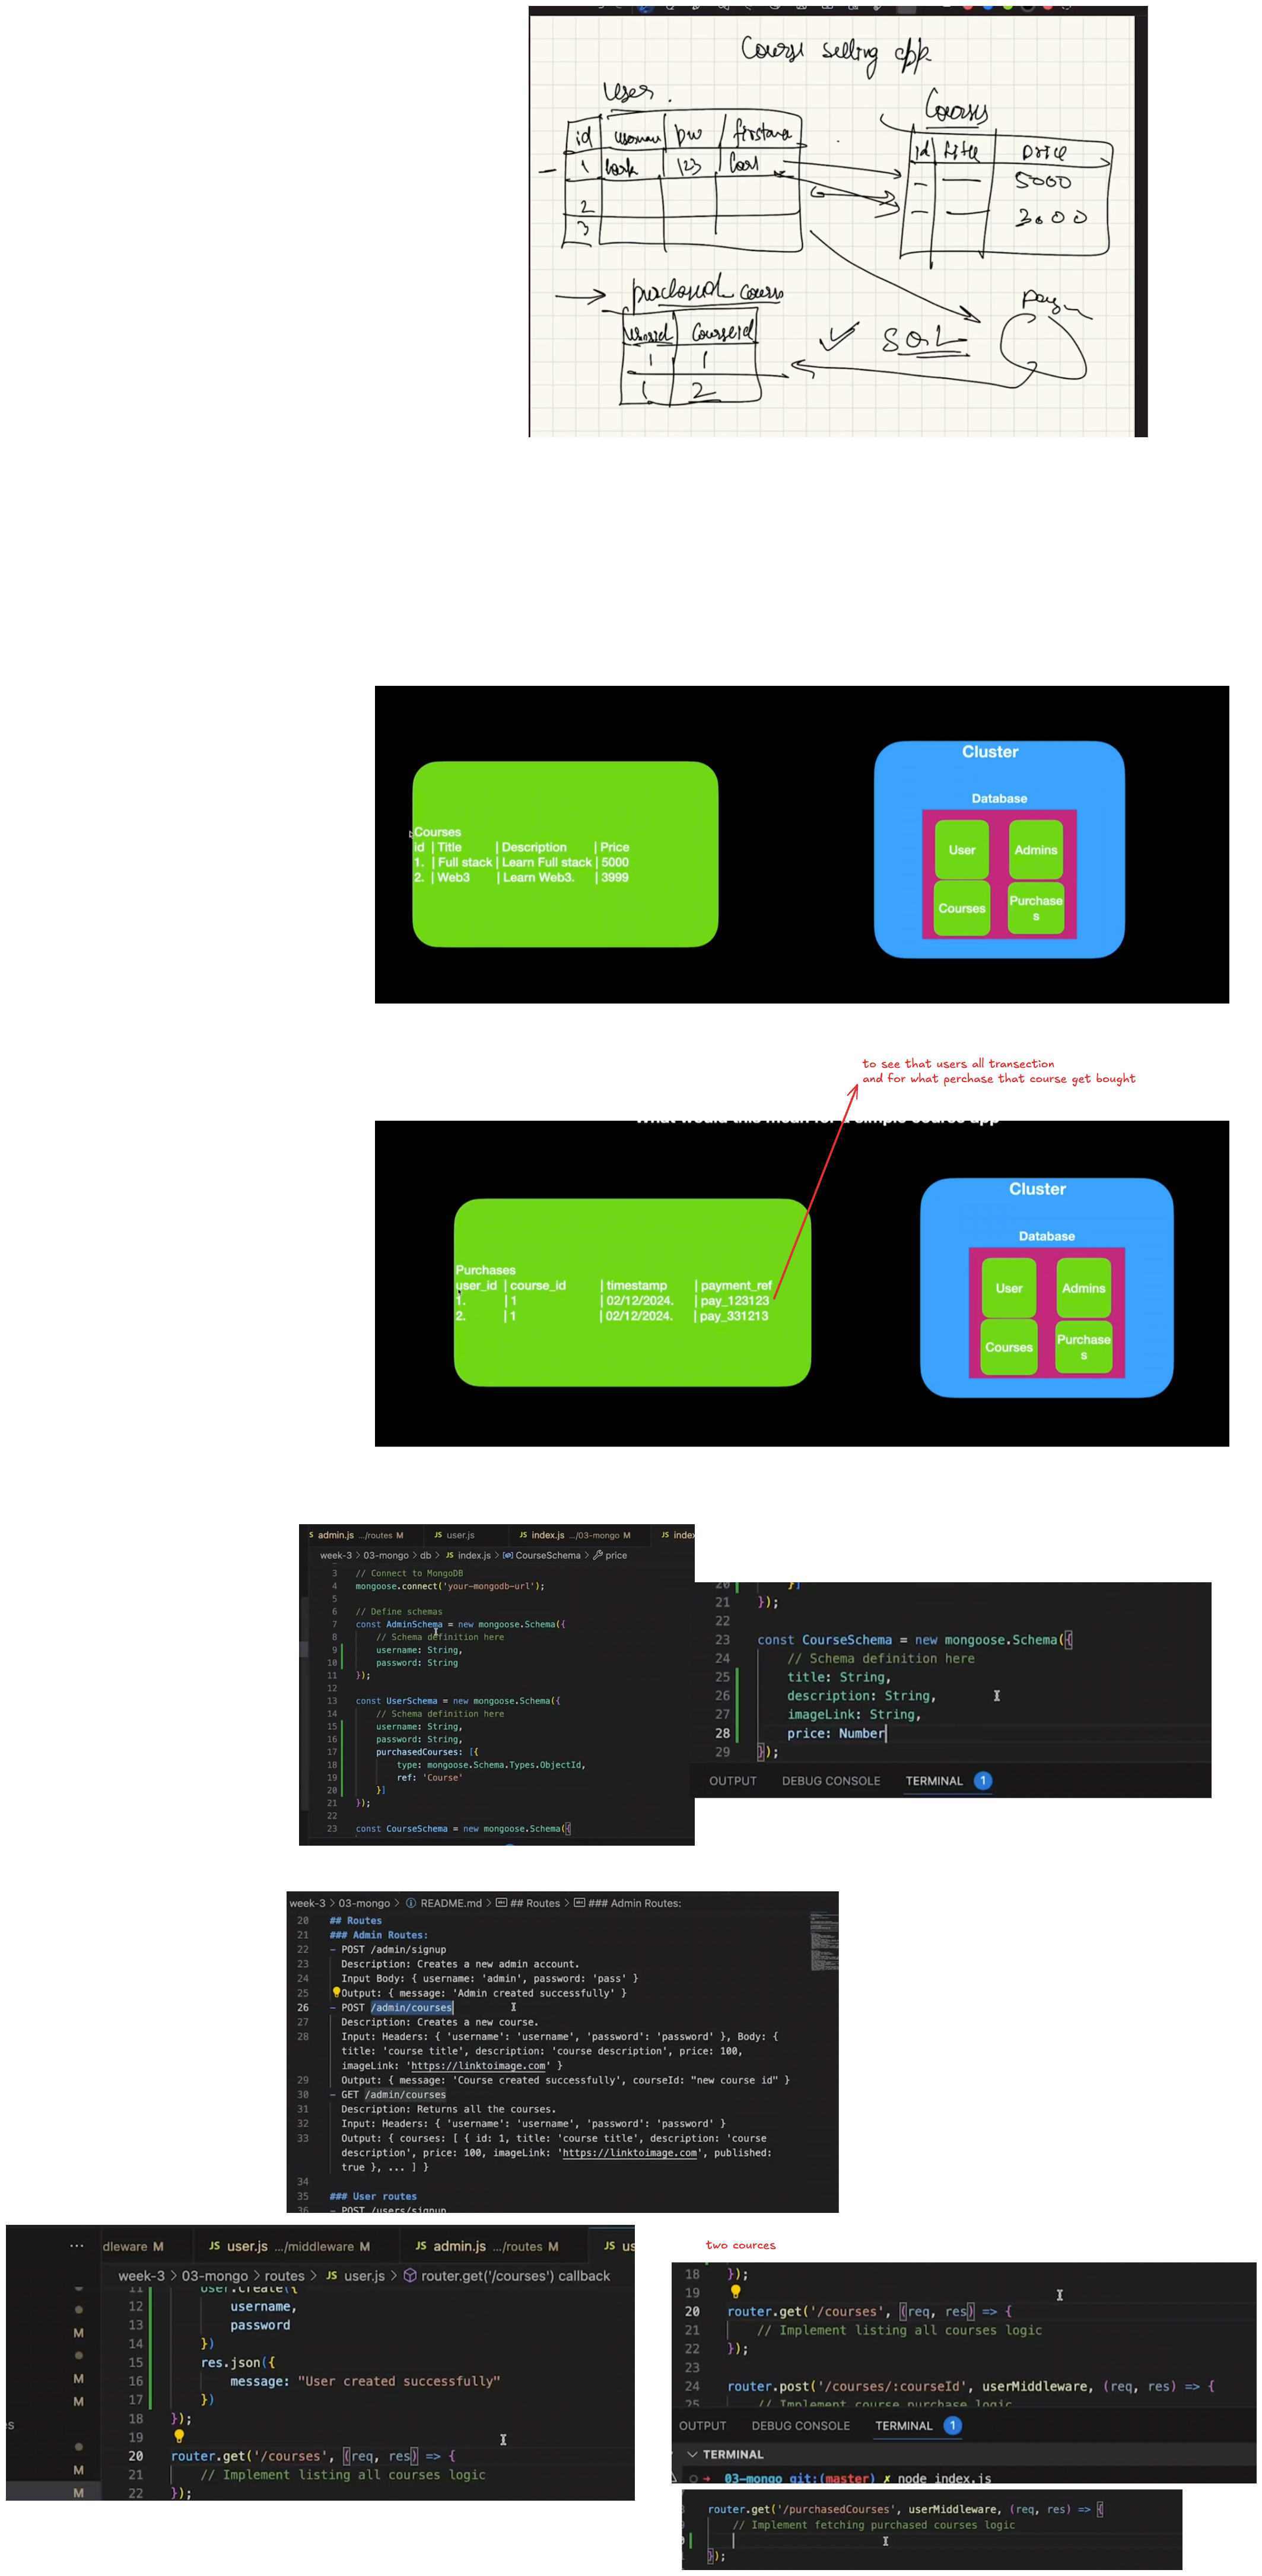 Course selling app.
User.
Courses
id username pw firstname
1 123
2
3
id title price
5000
3000
purchased courses
userid Courseid
1 1
1 2
SQL
Cluster
Database
User Admins
Courses Purchase
s
Courses
id | Title | Description | Price
1. | Full stack | Learn Full stack | 5000
2. | Web3 | Learn Web3. | 3999
to see that users all transection
and for what perchase that course get bought
What would this mean for a simple course app
Cluster
Database
User Admins
Courses Purchase
s
Purchases
user_id | course_id | timestamp | payment_ref
1. | 1 | 02/12/2024. | pay_123123
2. | 1 | 02/12/2024. | pay_331213
JS admin.js .../routes M JS user.js JS index.js .../03-mongo M JS index
week-3 > 03-mongo > db > JS index.js > CourseSchema > price
3 // Connect to MongoDB
4 mongoose.connect('your-mongodb-url');
5
6 // Define schemas
7 const AdminSchema = new mongoose.Schema({
8 // Schema definition here
9 username: String,
10 password: String
11 });
12
13 const UserSchema = new mongoose.Schema({
14 // Schema definition here
15 username: String,
16 password: String,
17 purchasedCourses: [{
18 type: mongoose.Schema.Types.ObjectId,
19 ref: 'Course'
20 }]
21 });
22
23 const CourseSchema = new mongoose.Schema({
20 }]
21 });
22
23 const CourseSchema = new mongoose.Schema({
24 // Schema definition here
25 title: String,
26 description: String,
27 imageLink: String,
28 price: Number
29 });
OUTPUT DEBUG CONSOLE TERMINAL 1
week-3 > 03-mongo > README.md > ## Routes > ### Admin Routes:
20 ## Routes
21 ### Admin Routes:
22 - POST /admin/signup
23 Description: Creates a new admin account.
24 Input Body: { username: 'admin', password: 'pass' }
25 Output: { message: 'Admin created successfully' }
26 - POST /admin/courses
27 Description: Creates a new course.
28 Input: Headers: { 'username': 'username', 'password': 'password' }, Body: {
title: 'course title', description: 'course description', price: 100,
imageLink: 'https://linktoimage.com' }
29 Output: { message: 'Course created successfully', courseId: "new course id" }
30 - GET /admin/courses
31 Description: Returns all the courses.
32 Input: Headers: { 'username': 'username', 'password': 'password' }
33 Output: { courses: [ { id: 1, title: 'course title', description: 'course
description', price: 100, imageLink: 'https://linktoimage.com', published:
true }, ... ] }
34
35 ### User routes
36 - POST /users/signup
... dleware M JS user.js .../middleware M JS admin.js .../routes M JS us
week-3 > 03-mongo > routes > JS user.js > router.get('/courses') callback
11 User.create({
12 username,
13 password
14 })
15 res.json({
16 message: "User created successfully"
17 })
18 });
19
20 router.get('/courses', (req, res) => {
21 // Implement listing all courses logic
22 });
M
M
M
M
M
s
two cources
18 });
19
20 router.get('/courses', (req, res) => {
21 // Implement listing all courses logic
22 });
23
24 router.post('/courses/:courseId', userMiddleware, (req, res) => {
25 // Implement course purchase logic
OUTPUT DEBUG CONSOLE TERMINAL 1
TERMINAL
03-mongo git:(master) ✗ node index.js
router.get('/purchasedCourses', userMiddleware, (req, res) => {
// Implement fetching purchased courses logic
});